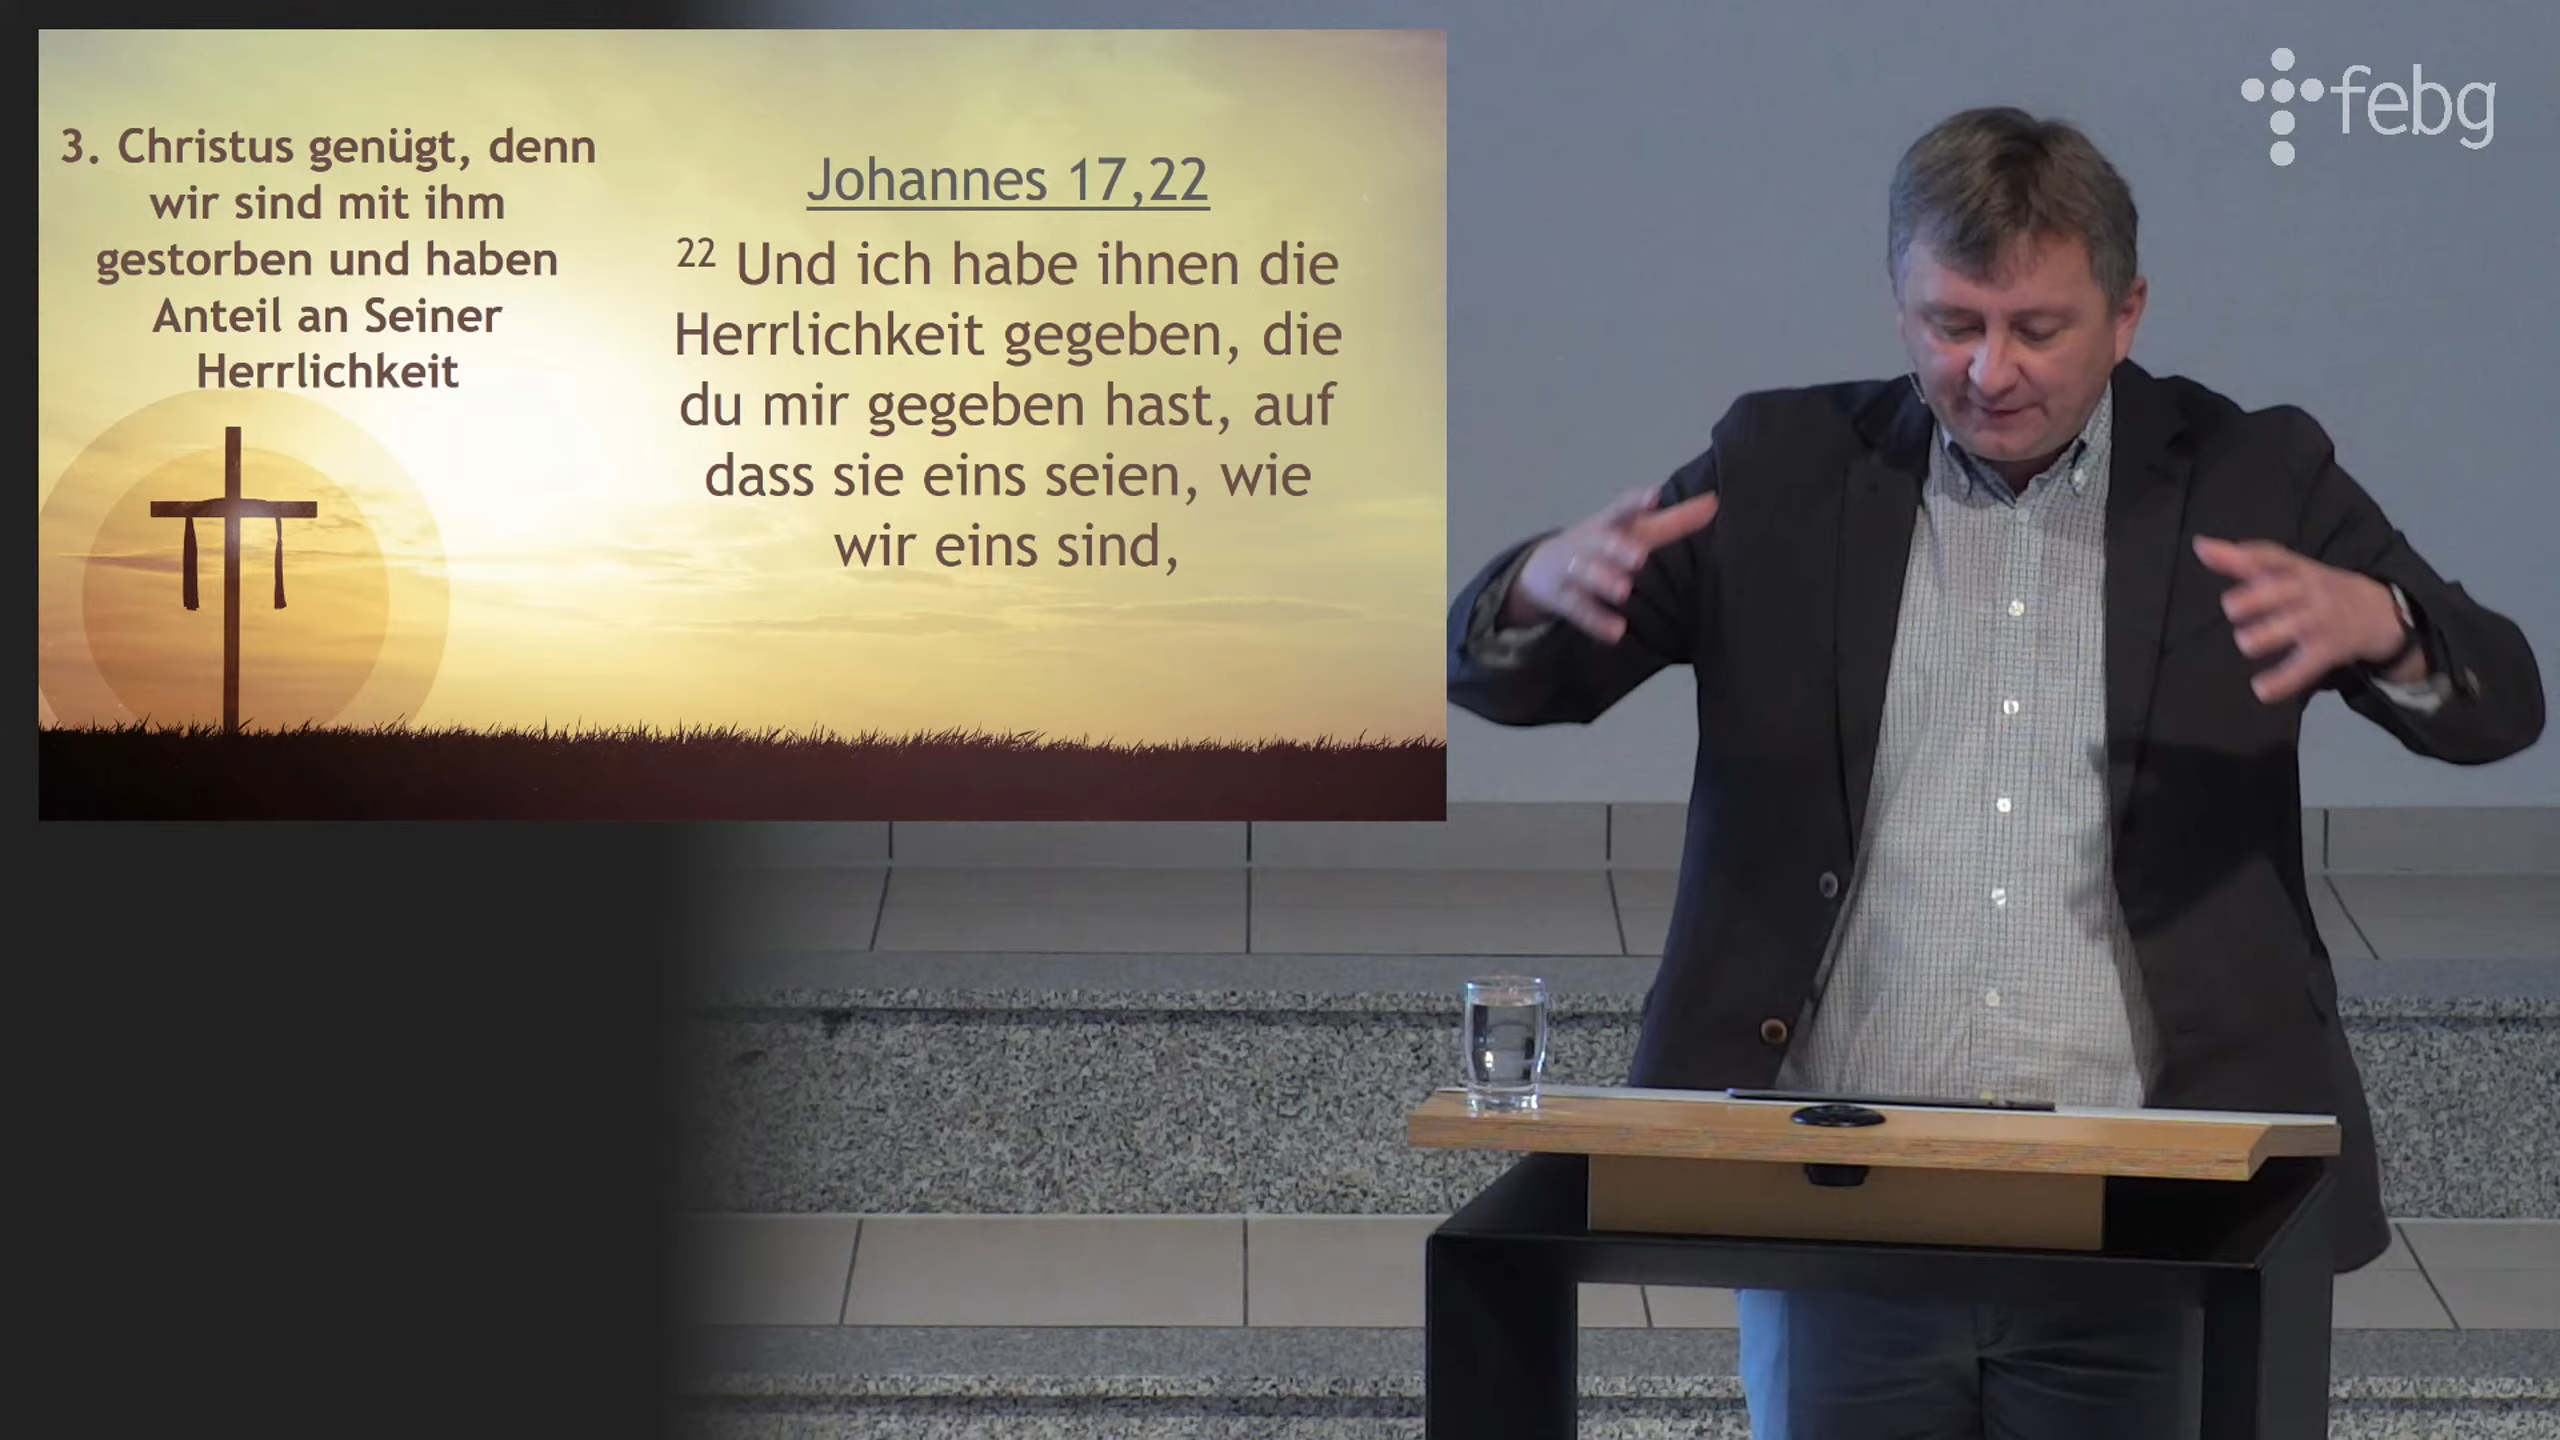 3. Christus genügt, denn
wir sind mit ihm
gestorben und haben
Anteil an Seiner
Herrlichkeit
Johannes 17,22
22 Und ich habe ihnen die
Herrlichkeit gegeben, die
du mir gegeben hast, auf
dass sie eins seien, wie
wir eins sind,
febg